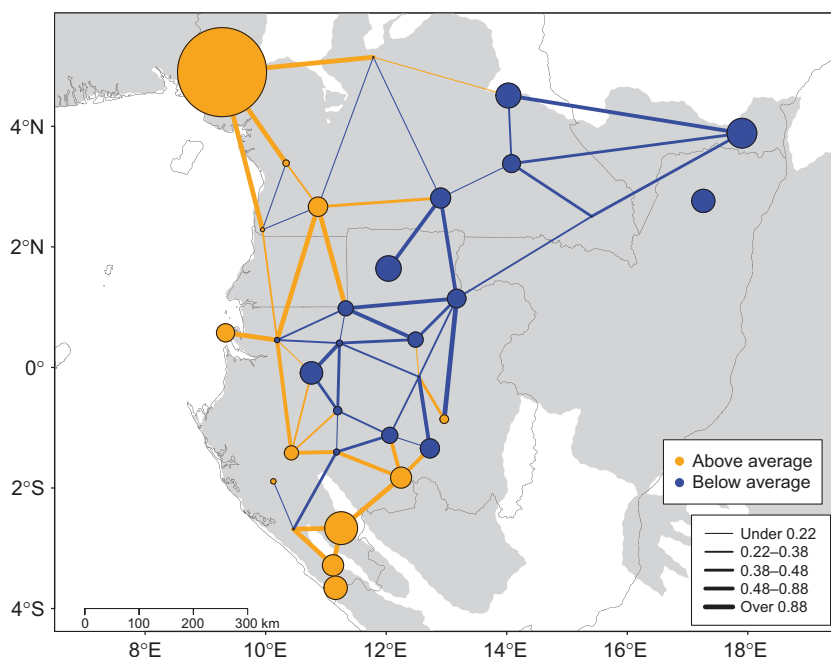 4°N
2°N
0°
2°S
4°S
Above average
Below average
Under 0.22
0.22–0.38
0.38–0.48
0.48–0.88
Over 0.88
0 100 200 300 km
8°E 10°E 12°E 14°E 16°E 18°E